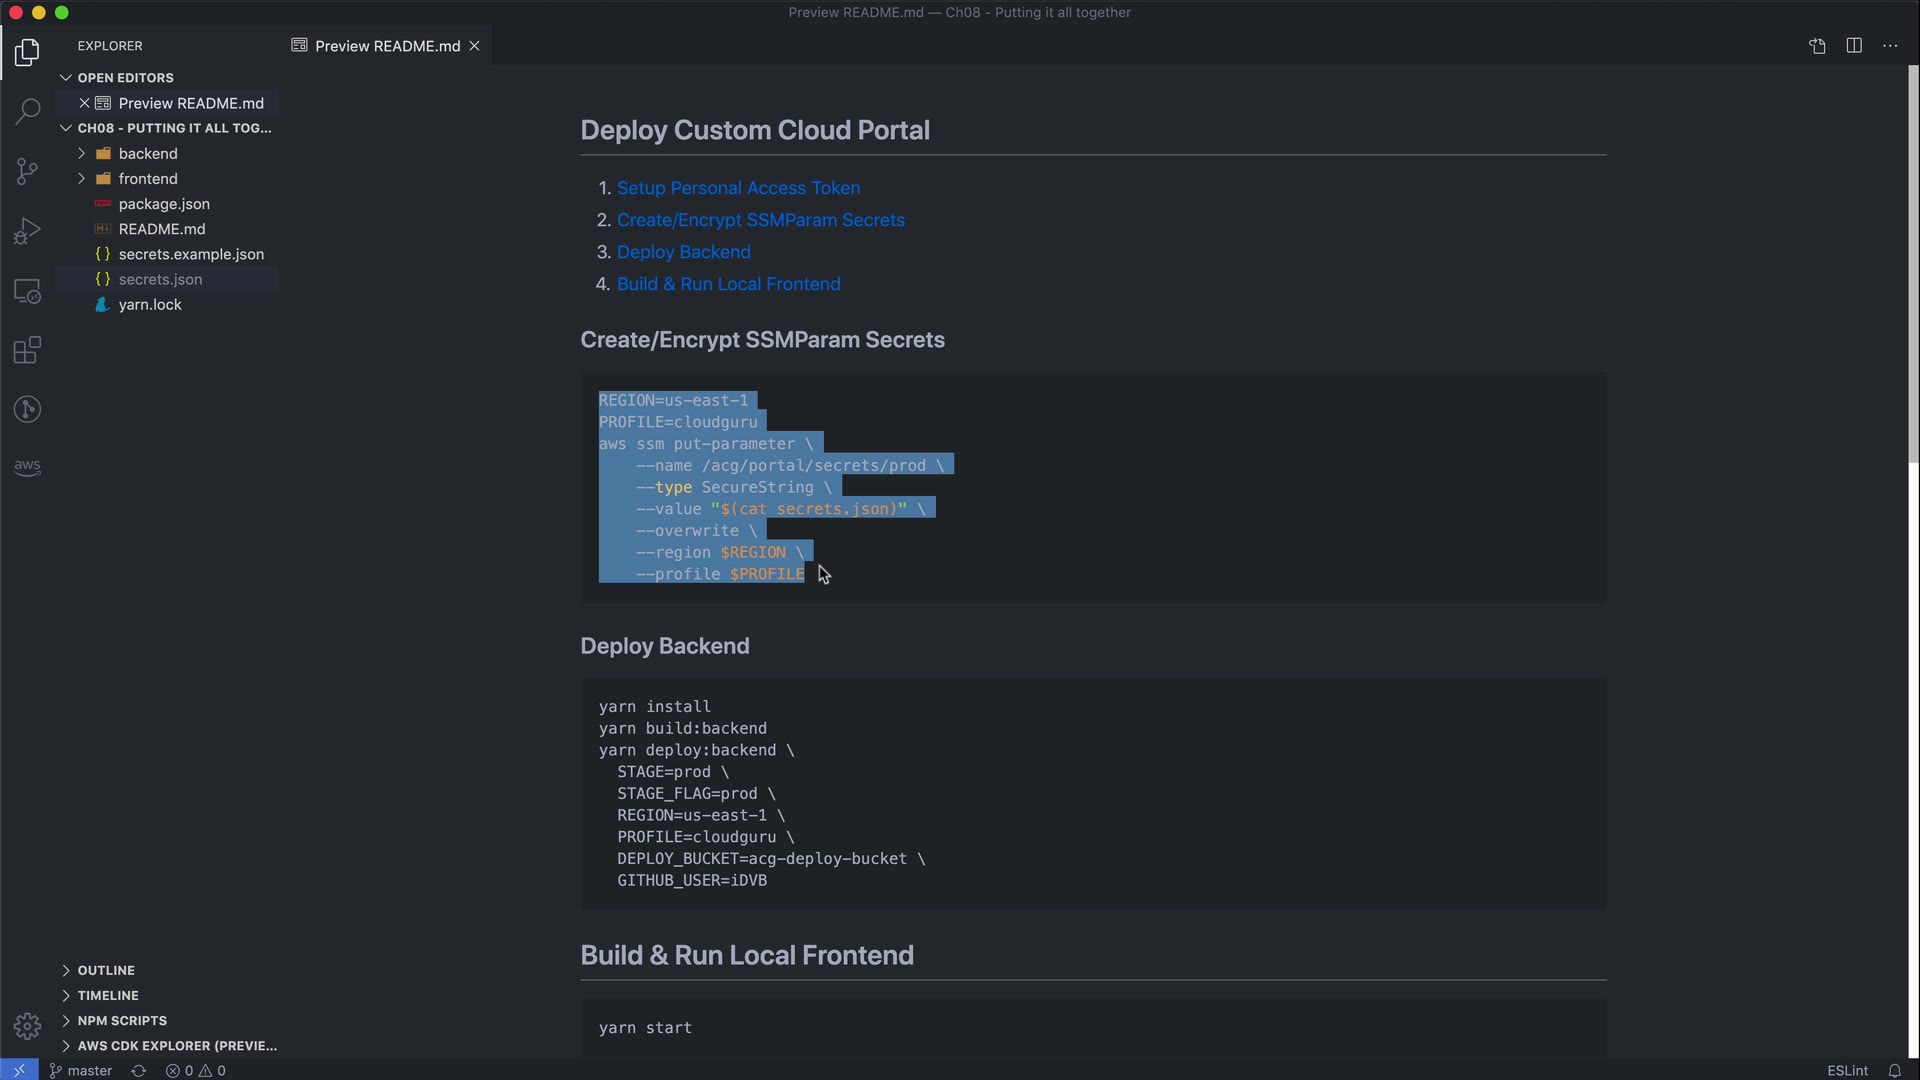 Preview README.md — Ch08 - Putting it all together
EXPLORER
Preview README.md
OPEN EDITORS
Preview README.md
CH08 - PUTTING IT ALL TOG...
backend
frontend
package.json
README.md
{} secrets.example.json
{} secrets.json
yarn.lock
aws
OUTLINE
TIMELINE
NPM SCRIPTS
AWS CDK EXPLORER (PREVIE...
Deploy Custom Cloud Portal
1. Setup Personal Access Token
2. Create/Encrypt SSMParam Secrets
3. Deploy Backend
4. Build & Run Local Frontend
Create/Encrypt SSMParam Secrets
REGION=us-east-1
PROFILE=cloudguru
aws ssm put-parameter \
--name /acg/portal/secrets/prod \
--type SecureString \
--value "$(cat secrets.json)" \
--overwrite \
--region $REGION \
--profile $PROFILE
Deploy Backend
yarn install
yarn build:backend
yarn deploy:backend \
STAGE=prod \
STAGE_FLAG=prod \
REGION=us-east-1 \
PROFILE=cloudguru \
DEPLOY_BUCKET=acg-deploy-bucket \
GITHUB_USER=iDVB
Build & Run Local Frontend
yarn start
master
0
0
ESLint